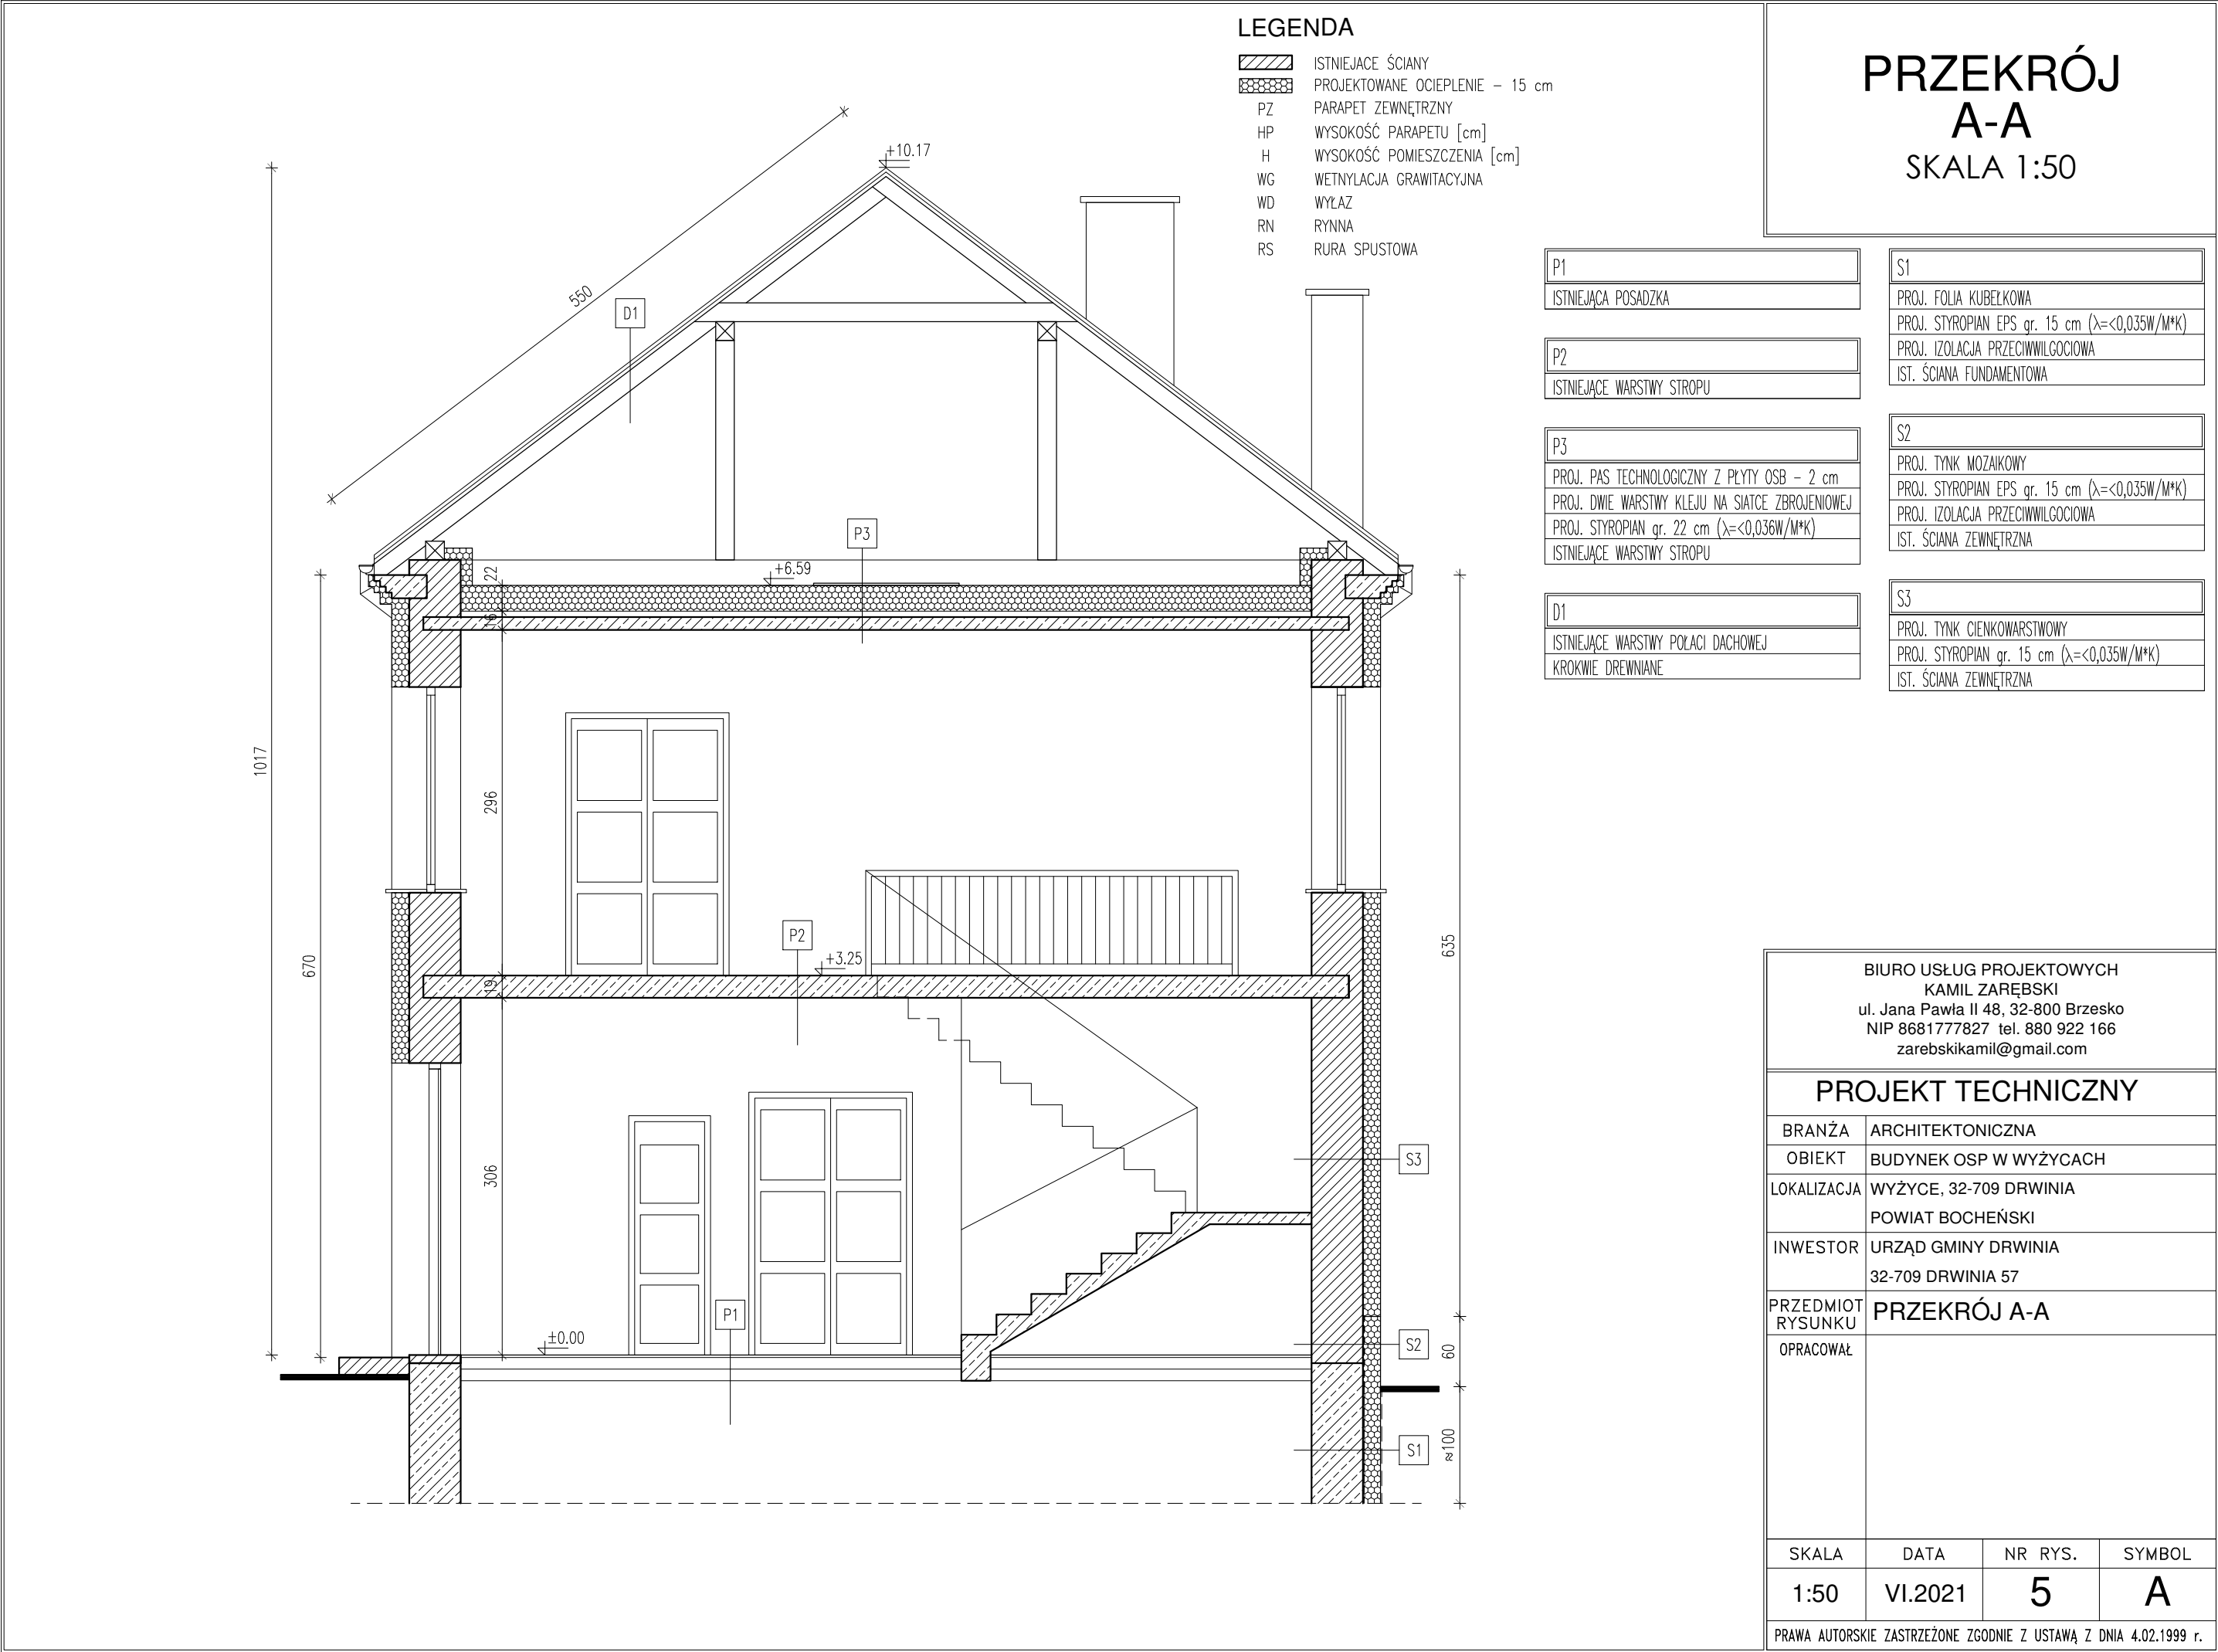 LEGENDA
ISTNIEJACE ŚCIANY
PROJEKTOWANE OCIEPLENIE – 15 cm
PZ PARAPET ZEWNĘTRZNY
HP WYSOKOŚĆ PARAPETU [cm]
H WYSOKOŚĆ POMIESZCZENIA [cm]
WG WETNYLACJA GRAWITACYJNA
WD WYŁAZ
RN RYNNA
RS RURA SPUSTOWA
PRZEKRÓJ
A-A
SKALA 1:50
P1
ISTNIEJĄCA POSADZKA
P2
ISTNIEJĄCE WARSTWY STROPU
P3
PROJ. PAS TECHNOLOGICZNY Z PŁYTY OSB – 2 cm
PROJ. DWIE WARSTWY KLEJU NA SIATCE ZBROJENIOWEJ
PROJ. STYROPIAN gr. 22 cm (λ=<0,036W/M*K)
ISTNIEJĄCE WARSTWY STROPU
D1
ISTNIEJĄCE WARSTWY POŁACI DACHOWEJ
KROKWIE DREWNIANE
S1
PROJ. FOLIA KUBEŁKOWA
PROJ. STYROPIAN EPS gr. 15 cm (λ=<0,035W/M*K)
PROJ. IZOLACJA PRZECIWWILGOCIOWA
IST. ŚCIANA FUNDAMENTOWA
S2
PROJ. TYNK MOZAIKOWY
PROJ. STYROPIAN EPS gr. 15 cm (λ=<0,035W/M*K)
PROJ. IZOLACJA PRZECIWWILGOCIOWA
IST. ŚCIANA ZEWNĘTRZNA
S3
PROJ. TYNK CIENKOWARSTWOWY
PROJ. STYROPIAN gr. 15 cm (λ=<0,035W/M*K)
IST. ŚCIANA ZEWNĘTRZNA
+10.17
550
D1
P3
22
+6.59
16
1017
296
670
P2
+3.25
19
635
306
S3
P1
±0.00
S2
60
S1
≈100
BIURO USŁUG PROJEKTOWYCH
KAMIL ZARĘBSKI
ul. Jana Pawła II 48, 32-800 Brzesko
NIP 8681777827 tel. 880 922 166
zarebskikamil@gmail.com
PROJEKT TECHNICZNY
BRANŻA ARCHITEKTONICZNA
OBIEKT BUDYNEK OSP W WYŻYCACH
LOKALIZACJA WYŻYCE, 32-709 DRWINIA
POWIAT BOCHEŃSKI
INWESTOR URZĄD GMINY DRWINIA
32-709 DRWINIA 57
PRZEDMIOT
RYSUNKU
PRZEKRÓJ A-A
OPRACOWAŁ
SKALA DATA NR RYS. SYMBOL
1:50 VI.2021 5 A
PRAWA AUTORSKIE ZASTRZEŻONE ZGODNIE Z USTAWĄ Z DNIA 4.02.1999 r.